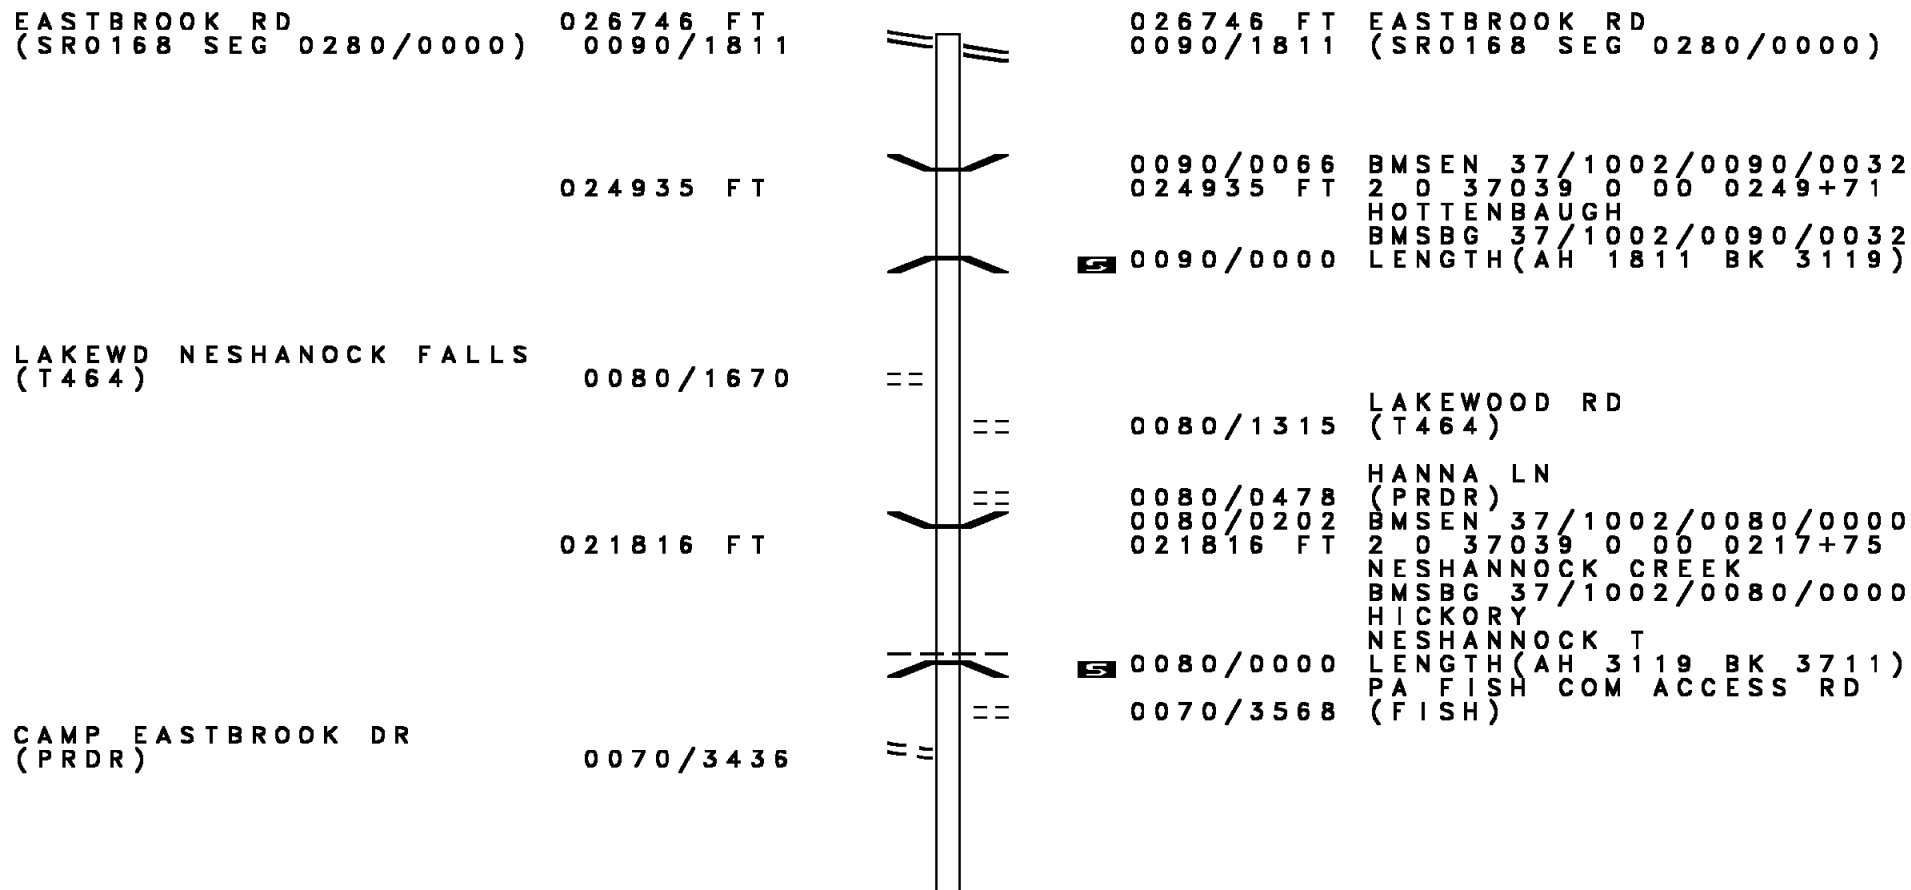 EASTBROOK RD 026746 FT 026746 FT EASTBROOK RD
(SR0168 SEG 0280/0000) 0090/1811 0090/1811 (SR0168 SEG 0280/0000)
0090/0066 BMSEN 37/1002/0090/0032
024935 FT 024935 FT 2 0 37039 0 00 0249+71
HOTTENBAUGH
BMSBG 37/1002/0090/0032
S 0090/0000 LENGTH(AH 1811 BK 3119)
LAKEWD NESHANOCK FALLS
(T464) 0080/1670
LAKEWOOD RD
0080/1315 (T464)
HANNA LN
0080/0478 (PRDR)
0080/0202 BMSEN 37/1002/0080/0000
021816 FT 021816 FT 2 0 37039 0 00 0217+75
NESHANNOCK CREEK
BMSBG 37/1002/0080/0000
HICKORY
NESHANNOCK T
S 0080/0000 LENGTH(AH 3119 BK 3711)
PA FISH COM ACCESS RD
0070/3568 (FISH)
CAMP EASTBROOK DR
(PRDR) 0070/3436